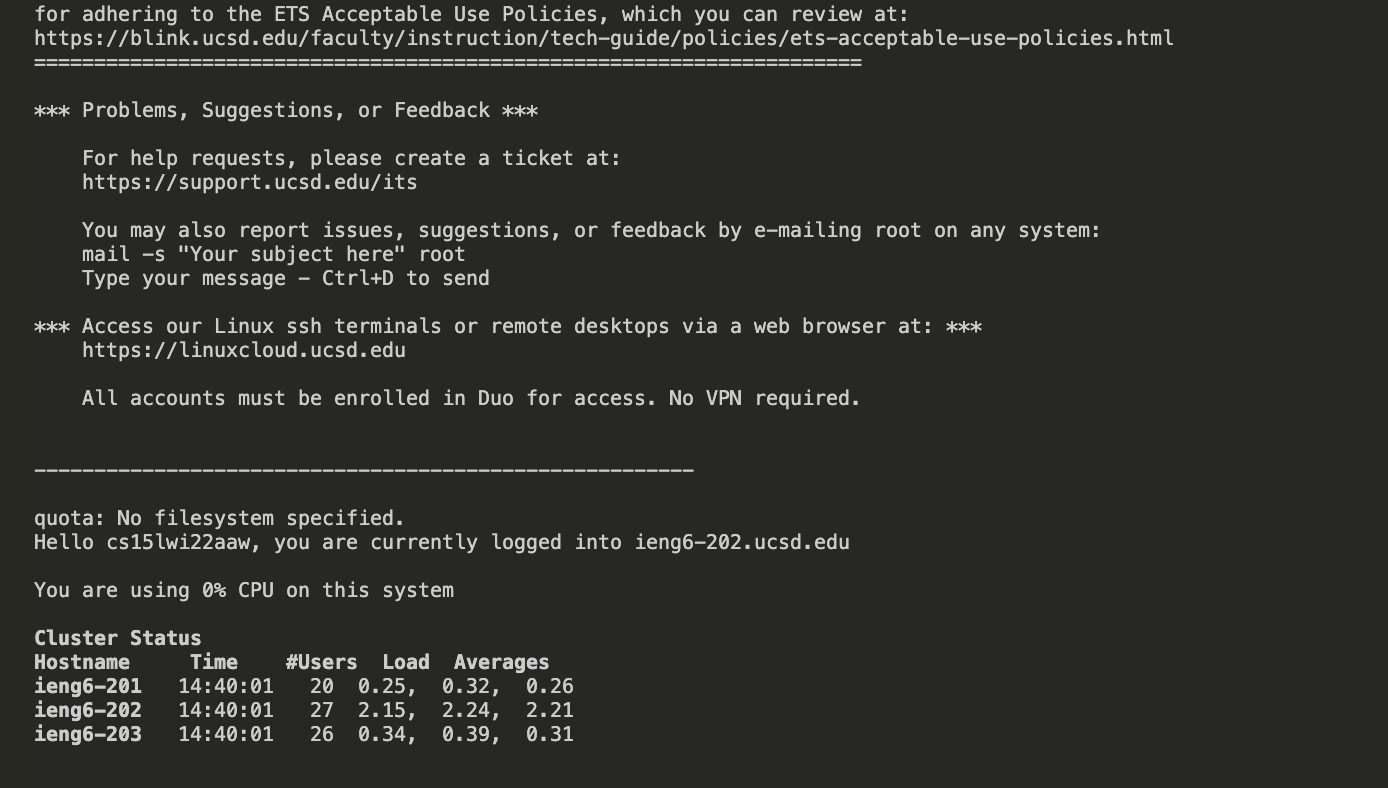 for adhering to the ETS Acceptable Use Policies, which you can review at:
https://blink.ucsd.edu/faculty/instruction/tech-guide/policies/ets-acceptable-use-policies.html
=====================================================================
*** Problems, Suggestions, or Feedback ***
For help requests, please create a ticket at:
https://support.ucsd.edu/its
You may also report issues, suggestions, or feedback by e-mailing root on any system:
mail -s "Your subject here" root
Type your message - Ctrl+D to send
*** Access our Linux ssh terminals or remote desktops via a web browser at: ***
https://linuxcloud.ucsd.edu
All accounts must be enrolled in Duo for access. No VPN required.
-------------------------------------------------------
quota: No filesystem specified.
Hello cs15lwi22aaw, you are currently logged into ieng6-202.ucsd.edu
You are using 0% CPU on this system
Cluster Status
Hostname     Time    #Users  Load  Averages
ieng6-201   14:40:01   20  0.25,  0.32,  0.26
ieng6-202   14:40:01   27  2.15,  2.24,  2.21
ieng6-203   14:40:01   26  0.34,  0.39,  0.31